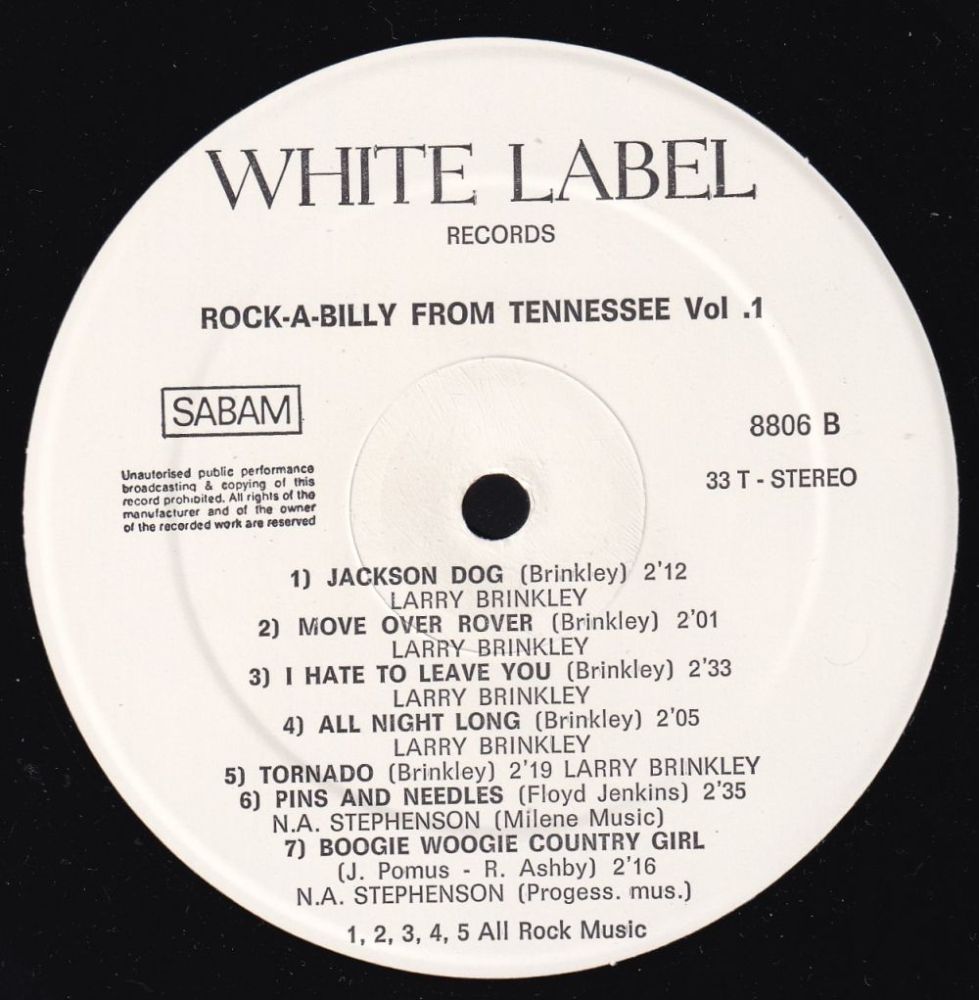 WHITE LABEL
RECORDS
ROCK-A-BILLY FROM TENNESSEE Vol .1
SABAM
8806 B
Unauterised public performance
broadcasting & copying of this
record prohibited. All rights of the
manufacturer and of the owner
of the recorded work are reserved
33 T - STEREO
1) JACKSON DOG (Brinkley) 2'12
LARRY BRINKLEY
2) MOVE OVER ROVER (Brinkley) 2'01
LARRY BRINKLEY
3) I HATE TO LEAVE YOU (Brinkley) 2'33
LARRY BRINKLEY
4) ALL NIGHT LONG (Brinkley) 2'05
LARRY BRINKLEY
5) TORNADO (Brinkley) 2'19 LARRY BRINKLEY
6) PINS AND NEEDLES (Floyd Jenkins) 2'35
N.A. STEPHENSON (Milene Music)
7) BOOGIE WOOGIE COUNTRY GIRL
(J. Pomus - R. Ashby) 2'16
N.A. STEPHENSON (Progess. mus.)
1, 2, 3, 4, 5 All Rock Music